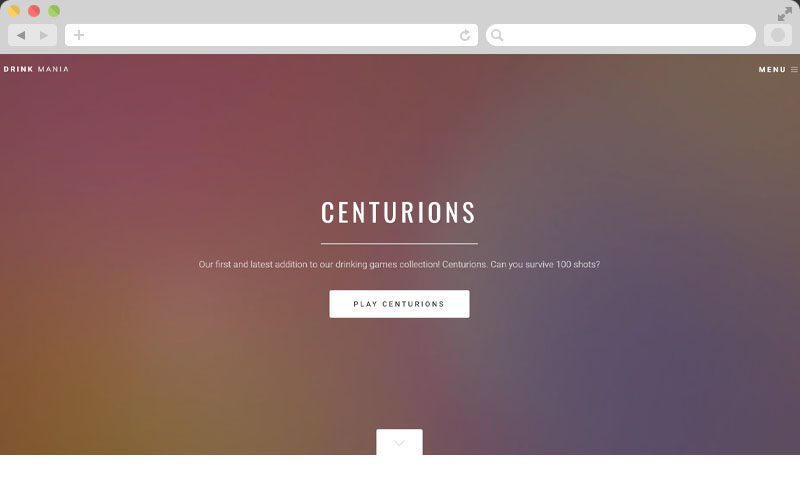 DRINK MANIA
MENU
CENTURIONS
Our first and latest addition to our drinking games collection! Centurions. Can you survive 100 shots?
PLAY CENTURIONS